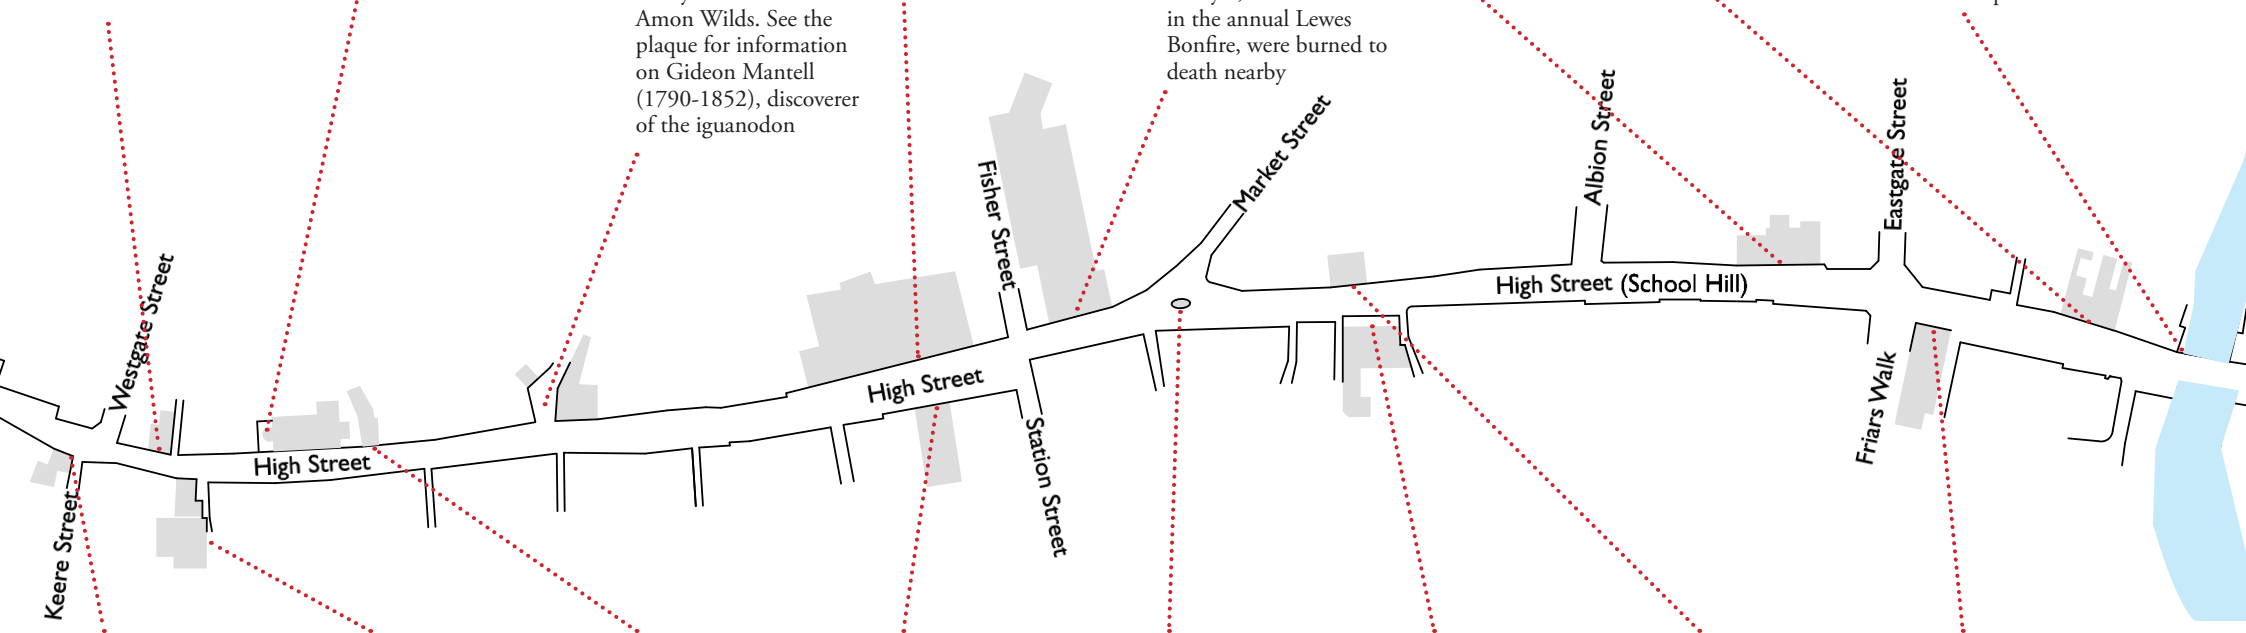 Amon Wilds. See the
plaque for information
on Gideon Mantell
(1790-1852), discoverer
of the iguanodon
in the annual Lewes
Bonfire, were burned to
death nearby
Westgate Street
Keere Street
High Street
High Street
Fisher Street
Station Street
Market Street
High Street (School Hill)
Albion Street
Eastgate Street
Friars Walk